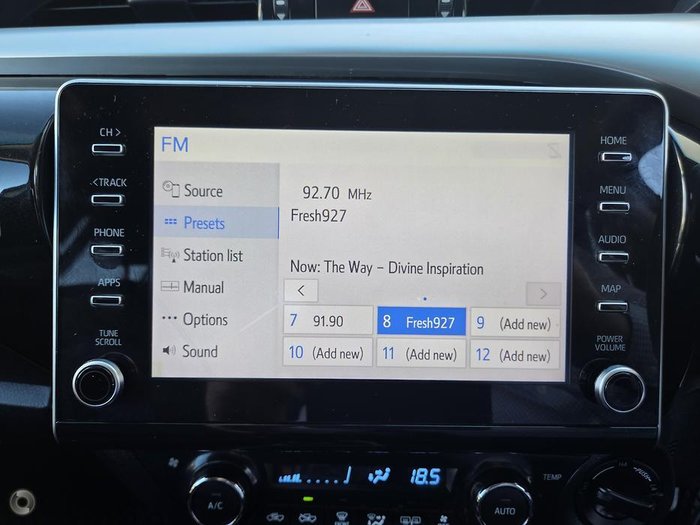 CH >
< TRACK
PHONE
APPS
TUNE
SCROLL
FM
Source
Presets
Station list
Manual
Options
Sound
92.70 MHz
Fresh927
Now: The Way – Divine Inspiration
< >
7 91.90 8 Fresh927 9 (Add new)
10 (Add new) 11 (Add new) 12 (Add new)
HOME
MENU
AUDIO
MAP
POWER
VOLUME
A/C
18.5
TEMP
AUTO
FRONT